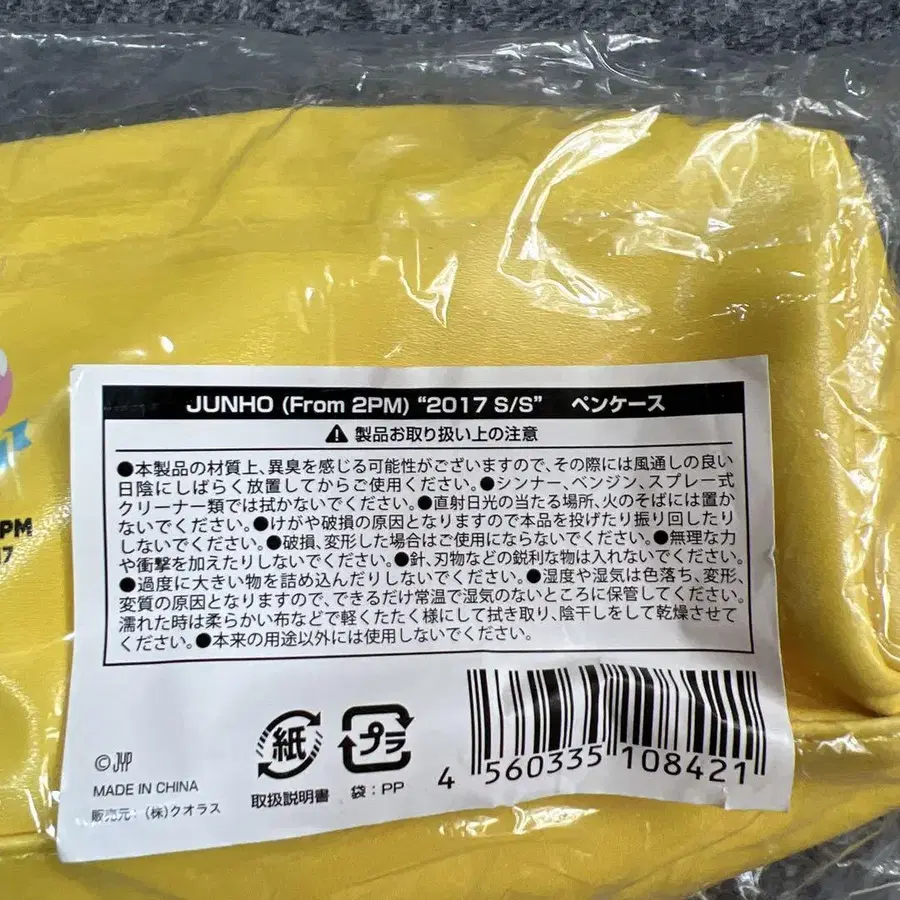 JUNHO (From 2PM) “2017 S/S” ペンケース
製品お取り扱い上の注意
●本製品の材質上、異臭を感じる可能性がございますので、その際には風通しの良い
日陰にしばらく放置してからご使用ください。●シンナー、ベンジン、スプレー式
クリーナー類では拭かないでください。●直射日光の当たる場所、火のそばには置か
ないでください。●けがや破損の原因となりますので本品を投げたり振り回したり
しないでください。●破損、変形した場合はご使用にならないでください。●無理な力
や衝撃を加えたりしないでください。●針、刃物などの鋭利な物は入れないでください。
●過度に大きい物を詰め込んだりしないでください。●湿度や湿気は色落ち、変形、
変質の原因となりますので、できるだけ常温で湿気のないところに保管してください。
濡れた時は柔らかい布などで軽くたたく様にして拭き取り、陰干しをして乾燥させて
ください。●本来の用途以外には使用しないでください。
PM
17
© JYP
MADE IN CHINA
販売元：（株）クオラス
紙
取扱説明書
プラ
袋：PP
4 560335 108421